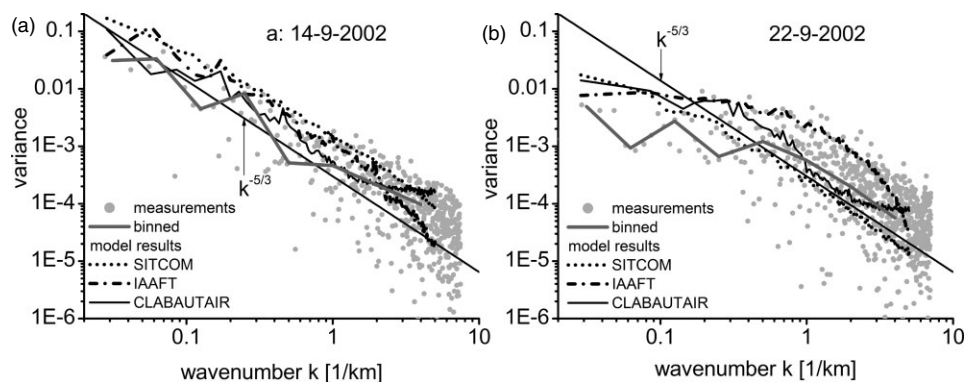 (a)
a: 14-9-2002
0.1
0.01
1E-3
1E-4
1E-5
1E-6
variance
k-5/3
measurements
binned
model results
SITCOM
IAAFT
CLABAUTAIR
0.1
1
10
wavenumber k [1/km]
(b)
22-9-2002
k-5/3
0.1
0.01
1E-3
1E-4
1E-5
1E-6
variance
measurements
binned
model results
SITCOM
IAAFT
CLABAUTAIR
0.1
1
10
wavenumber k [1/km]